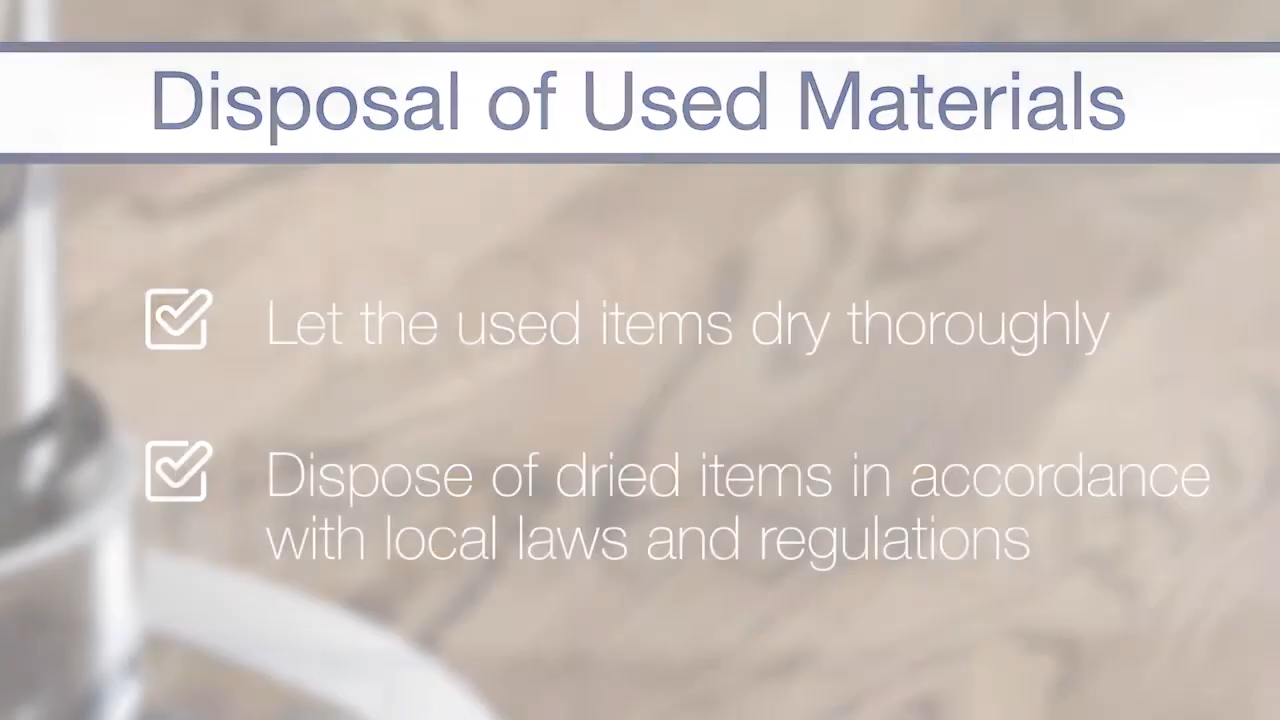 Disposal of Used Materials
Let the used items dry thoroughly
Dispose of dried items in accordance
with local laws and regulations